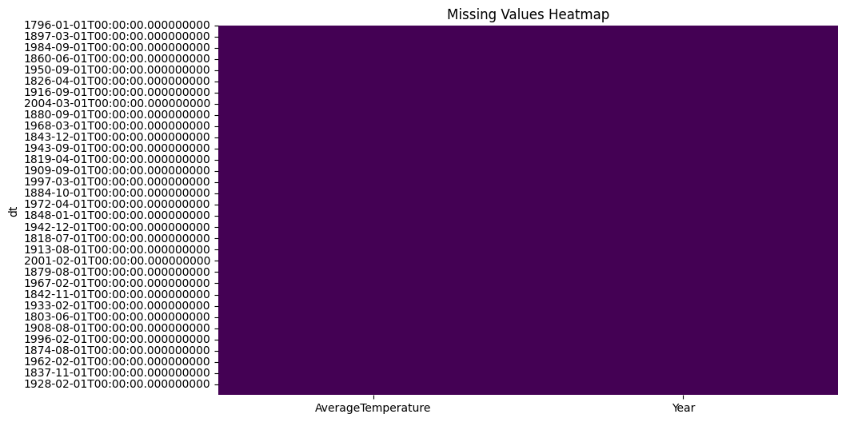 Missing Values Heatmap
1796-01-01T00:00:00.000000000
1897-03-01T00:00:00.000000000
1984-09-01T00:00:00.000000000
1860-06-01T00:00:00.000000000
1950-09-01T00:00:00.000000000
1826-04-01T00:00:00.000000000
1916-09-01T00:00:00.000000000
2004-03-01T00:00:00.000000000
1880-09-01T00:00:00.000000000
1968-03-01T00:00:00.000000000
1843-12-01T00:00:00.000000000
1943-09-01T00:00:00.000000000
1819-04-01T00:00:00.000000000
1909-09-01T00:00:00.000000000
1997-03-01T00:00:00.000000000
1884-10-01T00:00:00.000000000
1972-04-01T00:00:00.000000000
1848-01-01T00:00:00.000000000
1942-12-01T00:00:00.000000000
1818-07-01T00:00:00.000000000
1913-08-01T00:00:00.000000000
2001-02-01T00:00:00.000000000
1879-08-01T00:00:00.000000000
1967-02-01T00:00:00.000000000
1842-11-01T00:00:00.000000000
1933-02-01T00:00:00.000000000
1803-06-01T00:00:00.000000000
1908-08-01T00:00:00.000000000
1996-02-01T00:00:00.000000000
1874-08-01T00:00:00.000000000
1962-02-01T00:00:00.000000000
1837-11-01T00:00:00.000000000
1928-02-01T00:00:00.000000000
dt
AverageTemperature
Year